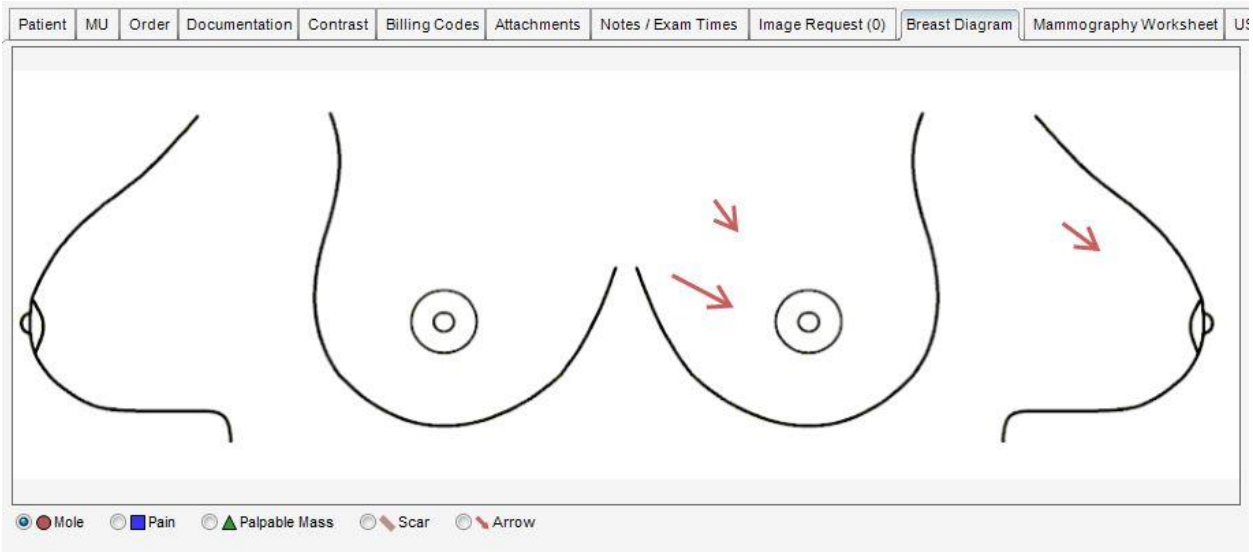 Patient MU Order Documentation Contrast Billing Codes Attachments Notes / Exam Times Image Request (0) Breast Diagram Mammography Worksheet US
Mole Pain Palpable Mass Scar Arrow